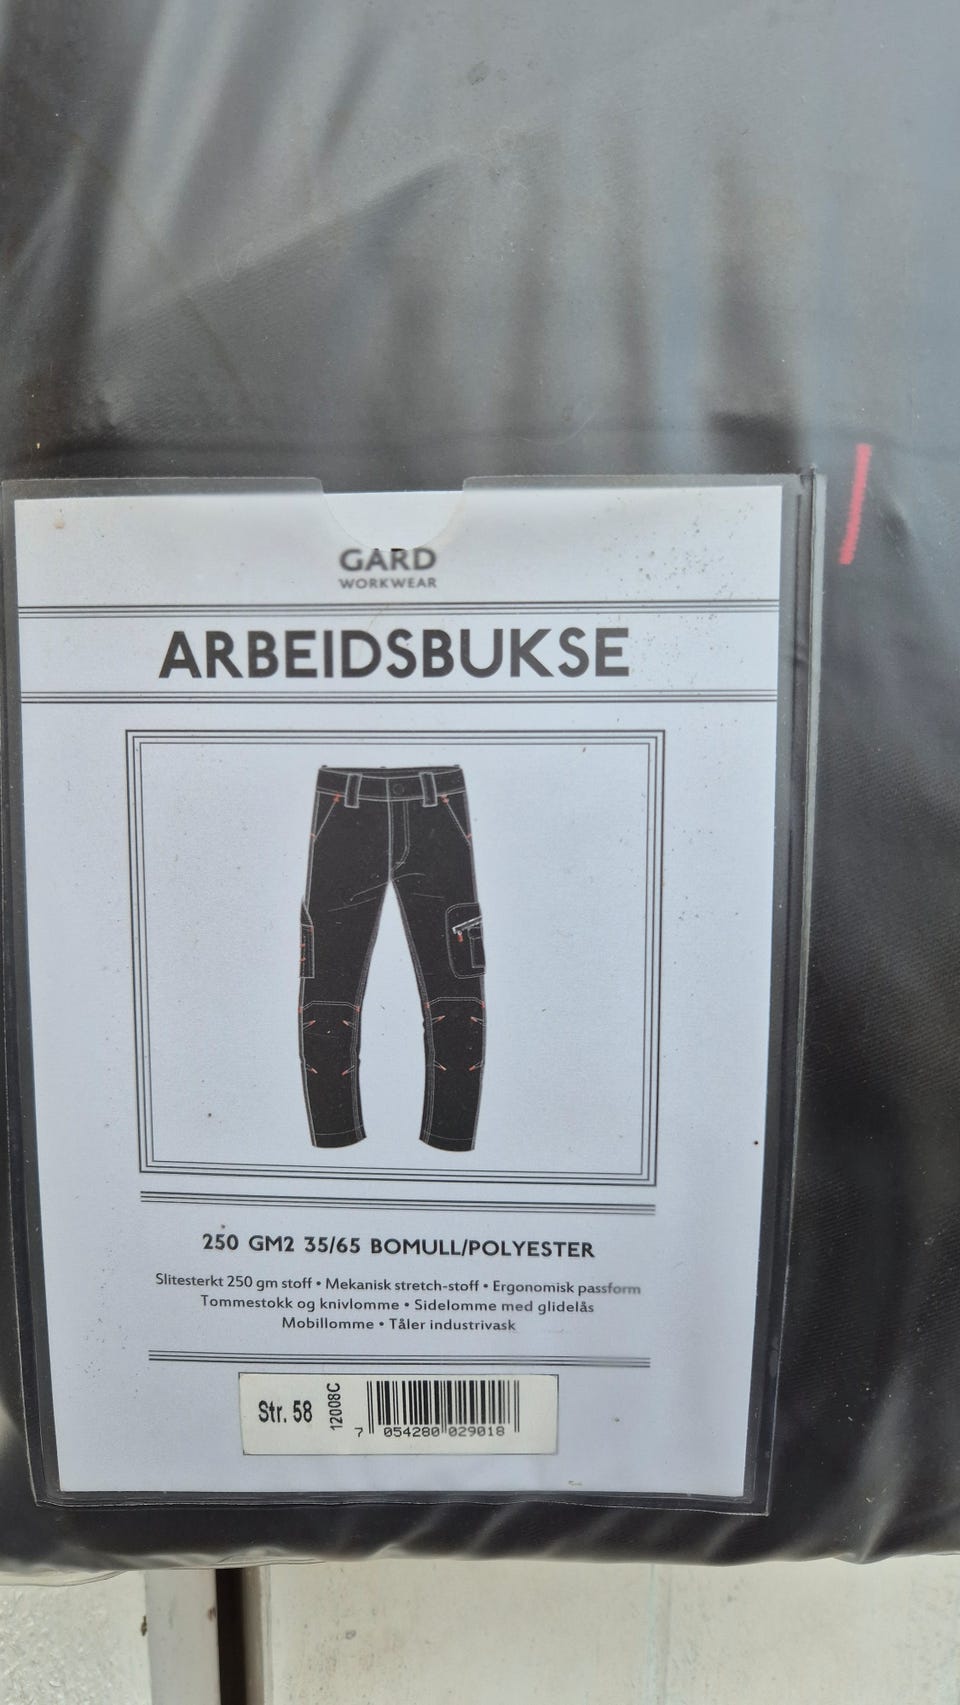 GARD
WORKWEAR
ARBEIDSBUKSE
250 GM2 35/65 BOMULL/POLYESTER
Slitesterkt 250 gm stoff • Mekanisk stretch-stoff • Ergonomisk passform
Tommestokk og knivlomme • Sidelomme med glidelås
Mobillomme • Tåler industrivask
Str. 58
12008C
7 054280 029018